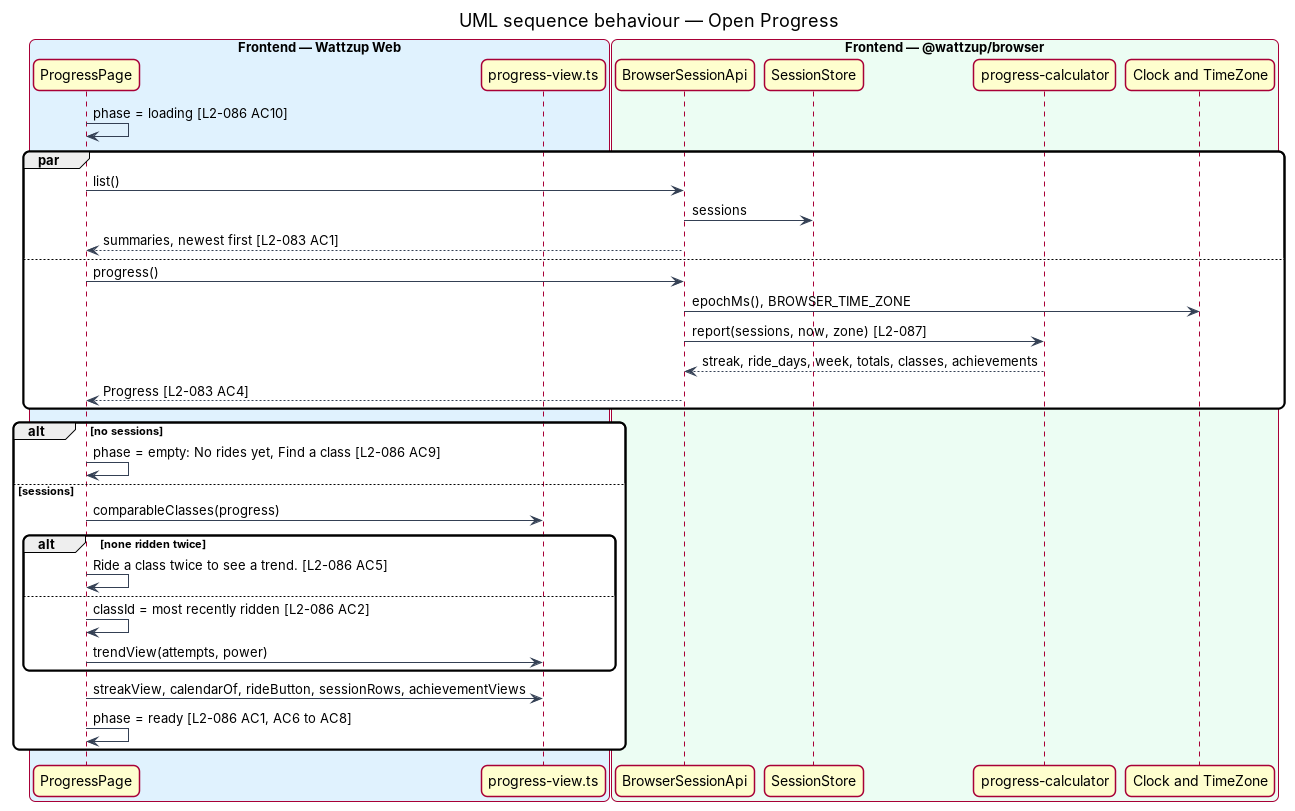 UML sequence behaviour — Open Progress
Frontend — Wattzup Web
Frontend — @wattzup/browser
ProgressPage
progress-view.ts
BrowserSessionApi
SessionStore
progress-calculator
Clock and TimeZone
phase = loading [L2-086 AC10]
par
list()
sessions
summaries, newest first [L2-083 AC1]
progress()
epochMs(), BROWSER_TIME_ZONE
report(sessions, now, zone) [L2-087]
streak, ride_days, week, totals, classes, achievements
Progress [L2-083 AC4]
alt
[no sessions]
phase = empty: No rides yet, Find a class [L2-086 AC9]
[sessions]
comparableClasses(progress)
alt
[none ridden twice]
Ride a class twice to see a trend. [L2-086 AC5]
classId = most recently ridden [L2-086 AC2]
trendView(attempts, power)
streakView, calendarOf, rideButton, sessionRows, achievementViews
phase = ready [L2-086 AC1, AC6 to AC8]
ProgressPage
progress-view.ts
BrowserSessionApi
SessionStore
progress-calculator
Clock and TimeZone